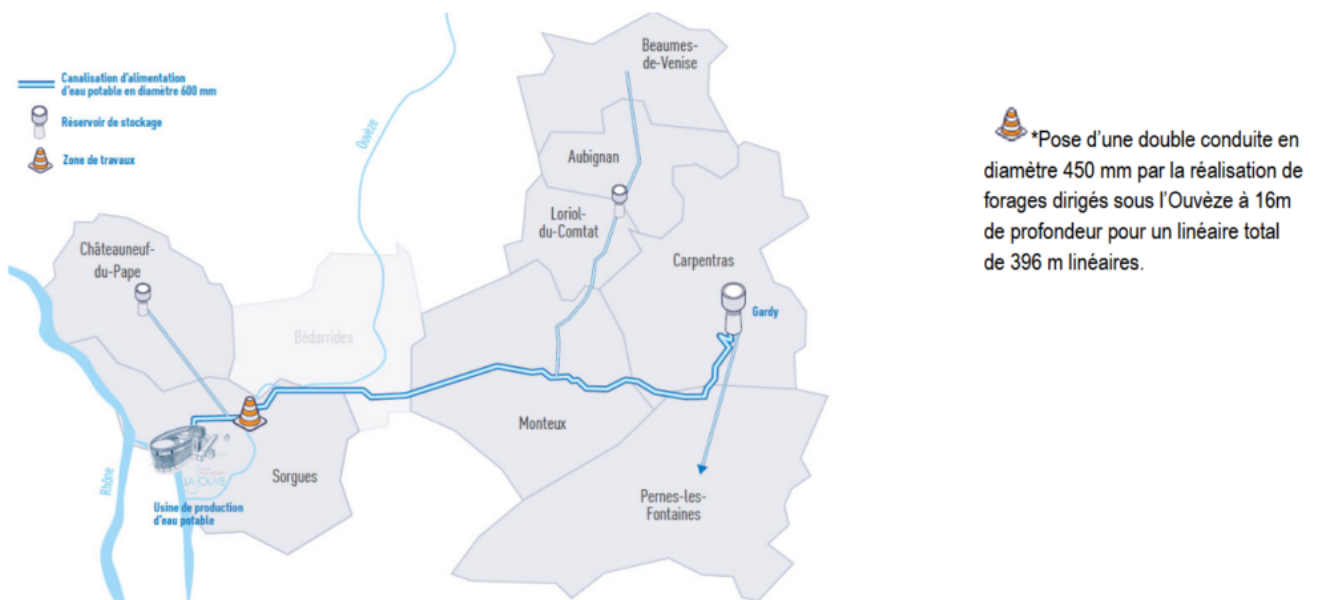 Canalisation d'alimentation
d'eau potable en diamètre 600 mm
Réservoir de stockage
Zone de travaux
Ouvèze
Beaumes-
de-Venise
Aubignan
Loriol-
du-Comtat
Châteauneuf-
du-Pape
Carpentras
Gardy
Bédarrides
Monteux
Sorgues
Rhône
LA JOUVE
Usine de production
d'eau potable
Pernes-les-
Fontaines
*Pose d'une double conduite en
diamètre 450 mm par la réalisation de
forages dirigés sous l'Ouvèze à 16m
de profondeur pour un linéaire total
de 396 m linéaires.